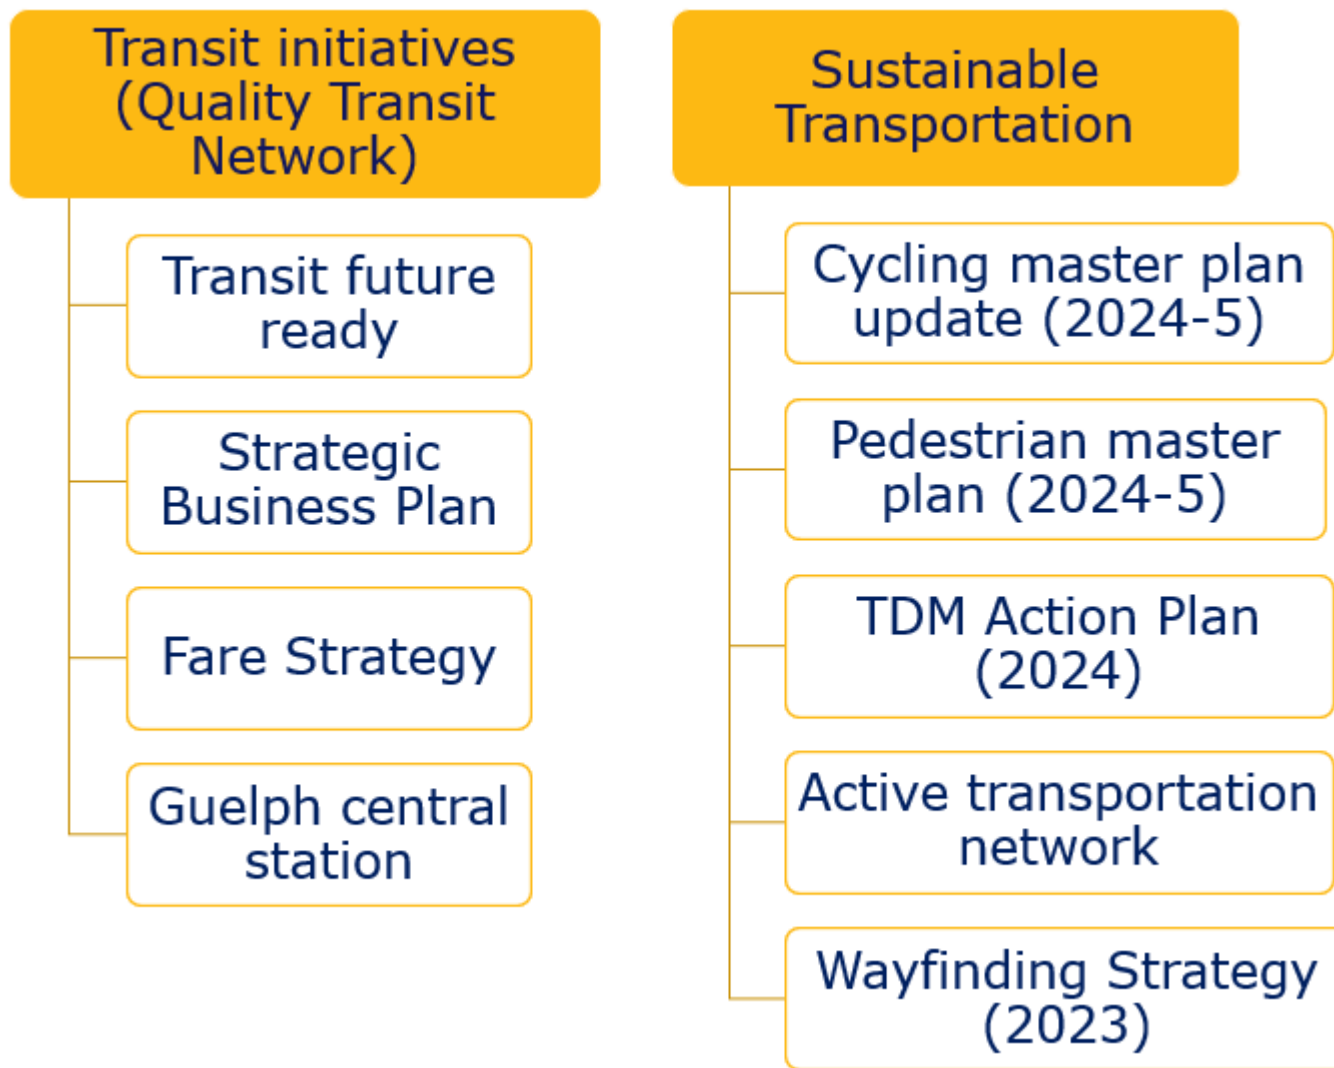 Transit initiatives
(Quality Transit
Network)
Transit future
ready
Strategic
Business Plan
Fare Strategy
Guelph central
station
Sustainable
Transportation
Cycling master plan
update (2024-5)
Pedestrian master
plan (2024-5)
TDM Action Plan
(2024)
Active transportation
network
Wayfinding Strategy
(2023)